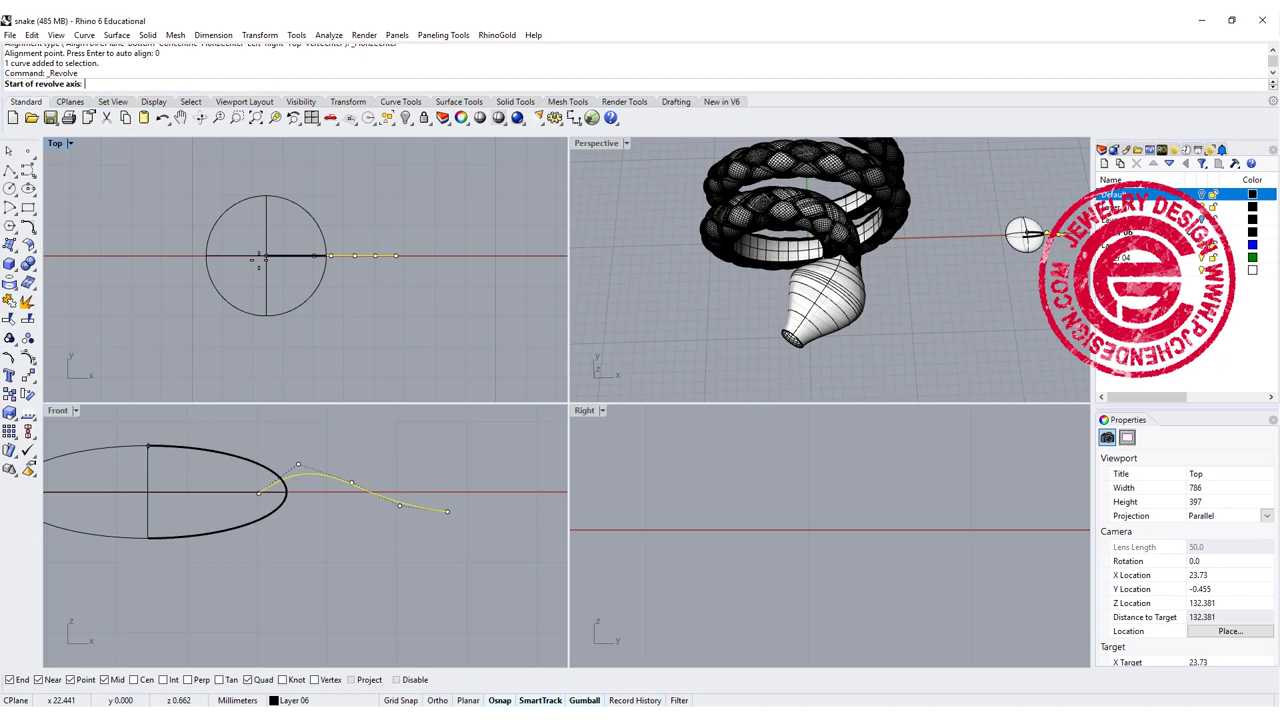 snake (485 MB) - Rhino 6 Educational
File Edit View Curve Surface Solid Mesh Dimension Transform Tools Analyze Render Panels Paneling Tools RhinoGold Help
Alignment point. Press Enter to auto align: 0
1 curve added to selection.
Command: _Revolve
Start of revolve axis:
Standard CPlanes Set View Display Select Viewport Layout Visibility Transform Curve Tools Surface Tools Solid Tools Mesh Tools Render Tools Drafting New in V6
Top
Perspective
Name Color
JEWELRY DESIGN
WWW.PJCHENDESIGN.COM
04
y
x
y
z
x
Front
Right
z
x
z
y
Properties
Viewport
Title Top
Width 786
Height 397
Projection Parallel
Camera
Lens Length 50.0
Rotation 0.0
X Location 23.73
Y Location -0.455
Z Location 132.381
Distance to Target 132.381
Location Place...
Target
X Target 23.73
End Near Point Mid Cen Int Perp Tan Quad Knot Vertex Project Disable
CPlane x 22.441 y 0.000 z 0.662 Millimeters Layer 06 Grid Snap Ortho Planar Osnap SmartTrack Gumball Record History Filter